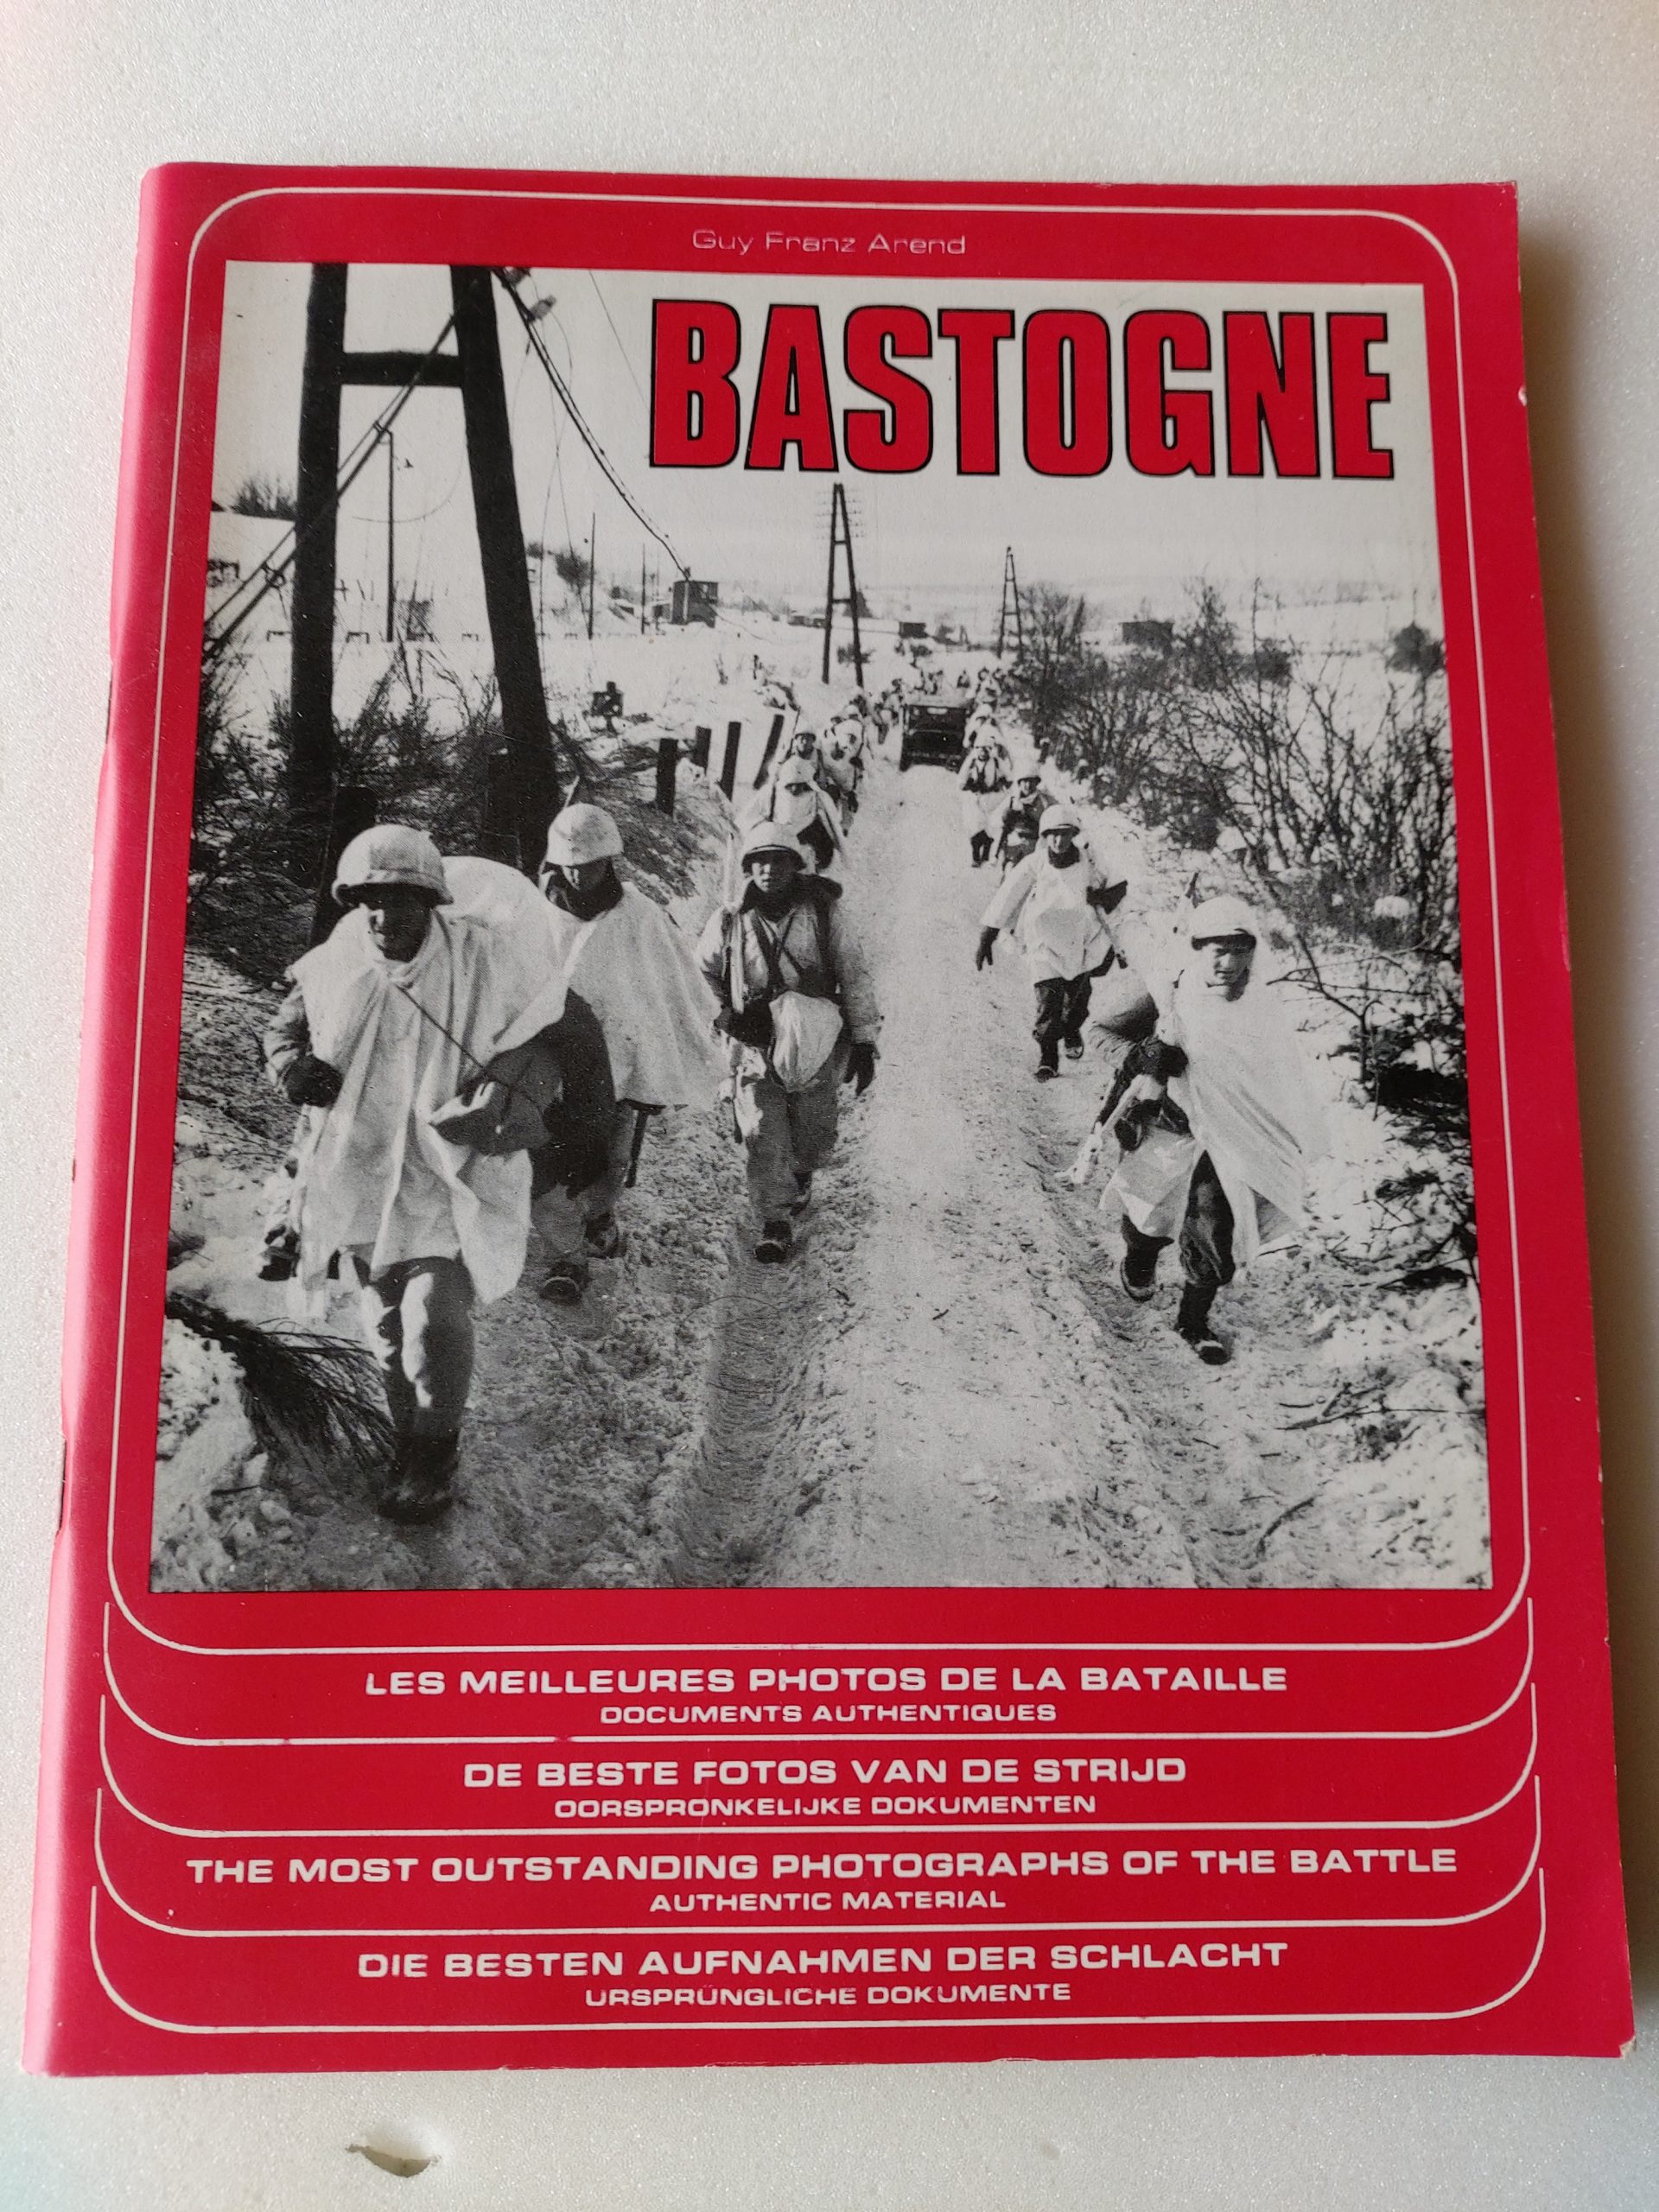 Guy Franz Arend
BASTOGNE
LES MEILLEURES PHOTOS DE LA BATAILLE
DOCUMENTS AUTHENTIQUES
DE BESTE FOTOS VAN DE STRIJD
OORSPRONKELIJKE DOKUMENTEN
THE MOST OUTSTANDING PHOTOGRAPHS OF THE BATTLE
AUTHENTIC MATERIAL
DIE BESTEN AUFNAHMEN DER SCHLACHT
URSPRÜNGLICHE DOKUMENTE